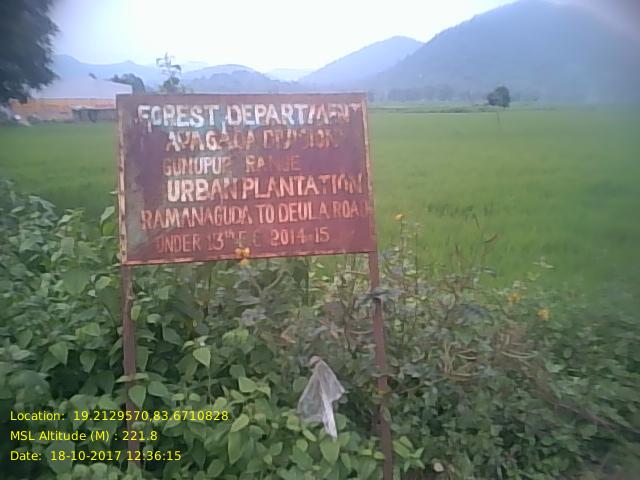 FOREST DEPARTMENT
DIVISION
GUNUPUR RANGE
URBAN PLANTATION
RAMANAGUDA TO DEULA ROAD
UNDER 13th F.C 2014-15
Location: 19.2129570,83.6710828
MSL Altitude (M) : 221.8
Date: 18-10-2017 12:36:15